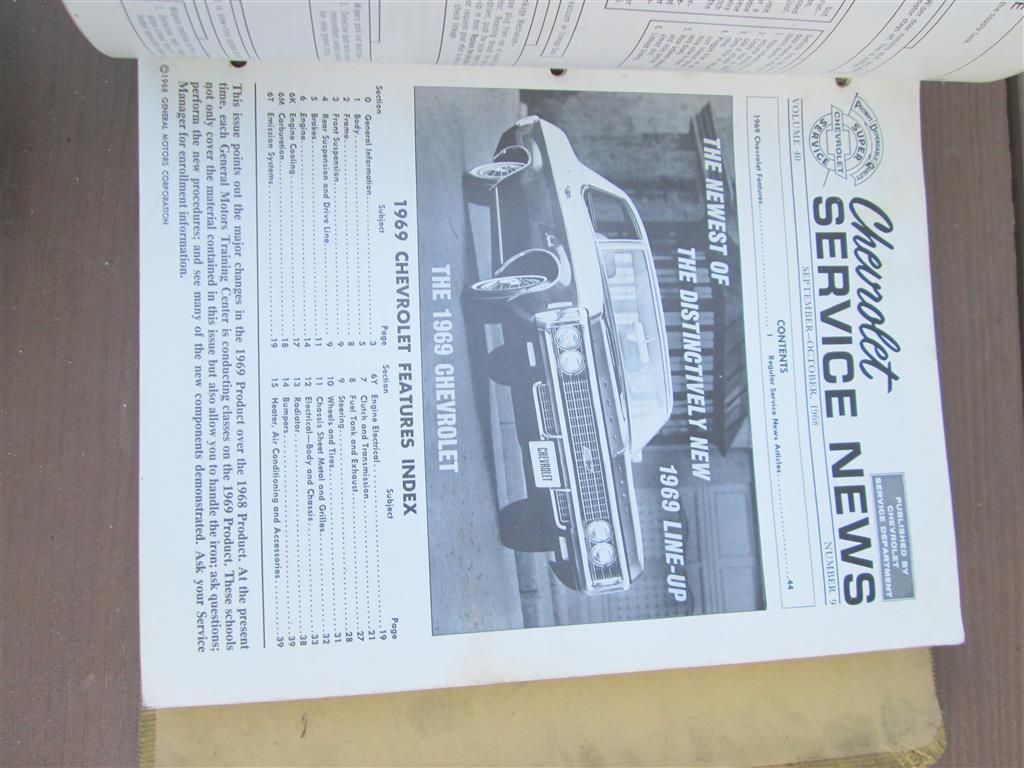 PROMPT, DEPENDABLE QUALITY
SUPER
CHEVROLET
SERVICE
Chevrolet
SERVICE NEWS
PUBLISHED BY
CHEVROLET
SERVICE DEPARTMENT
VOLUME 40
SEPTEMBER—OCTOBER, 1968
NUMBER 9
CONTENTS
1969 Chevrolet Features..................1
Regular Service News Articles..................44
THE NEWEST OF
THE DISTINCTIVELY NEW
1969 LINE-UP
CHEVROLET
THE 1969 CHEVROLET
1969 CHEVROLET FEATURES INDEX
Section Subject Page
0 General Information..................3
1 Body..................5
2 Frame..................8
3 Front Suspension..................9
4 Rear Suspension and Drive Line..................9
5 Brakes..................11
6 Engine..................14
6K Engine Cooling..................17
6M Carburetion..................18
6T Emission Systems..................19
Section Subject Page
6Y Engine Electrical..................19
7 Clutch and Transmission..................21
8 Fuel Tank and Exhaust..................27
9 Steering..................28
10 Wheels and Tires..................31
11 Chassis Sheet Metal and Grilles..................32
12 Electrical—Body and Chassis..................33
13 Radiator..................38
14 Bumpers..................39
15 Heater, Air Conditioning and Accessories..................39
This issue points out the major changes in the 1969 Product over the 1968 Product. At the present
time, each General Motors Training Center is conducting classes on the 1969 Product. These schools
not only cover the material contained in this issue but also allow you to handle the iron; ask questions;
perform the new procedures; and see many of the new components demonstrated. Ask your Service
Manager for enrollment information.
©1968 GENERAL MOTORS CORPORATION